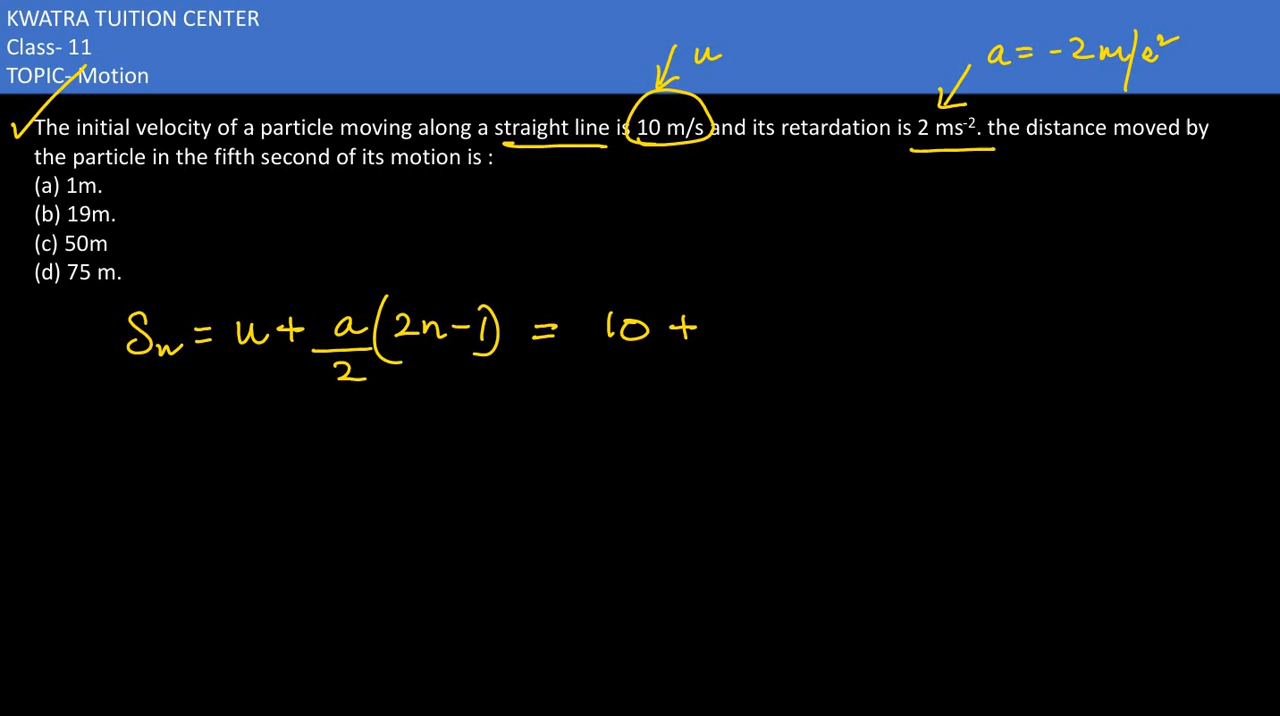 KWATRA TUITION CENTER
Class- 11
TOPIC- Motion
u
a = -2 m/s²
The initial velocity of a particle moving along a straight line is 10 m/s and its retardation is 2 ms⁻². the distance moved by
the particle in the fifth second of its motion is :
(a) 1m.
(b) 19m.
(c) 50m
(d) 75 m.
Sₙ = u + a/2 (2n-1) = 10 +